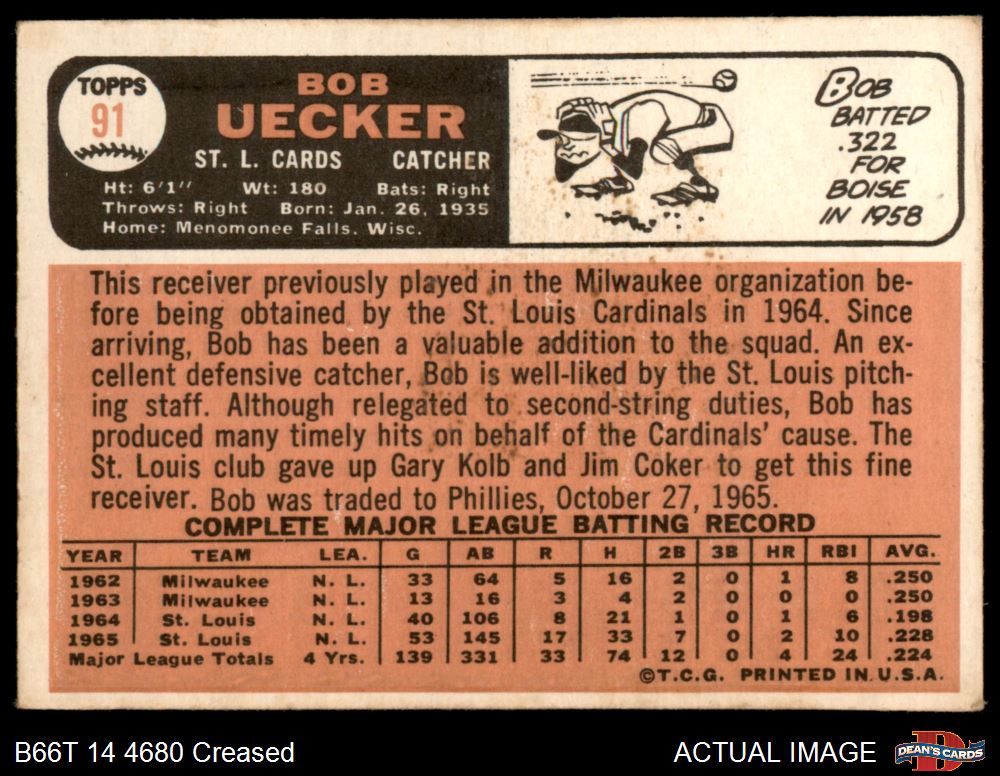 TOPPS
91
BOB
UECKER
ST. L. CARDS CATCHER
Ht: 6'1" Wt: 180 Bats: Right
Throws: Right Born: Jan. 26, 1935
Home: Menomonee Falls. Wisc.
BOB
BATTED
.322
FOR
BOISE
IN 1958
This receiver previously played in the Milwaukee organization be-
fore being obtained by the St. Louis Cardinals in 1964. Since
arriving, Bob has been a valuable addition to the squad. An ex-
cellent defensive catcher, Bob is well-liked by the St. Louis pitch-
ing staff. Although relegated to second-string duties, Bob has
produced many timely hits on behalf of the Cardinals' cause. The
St. Louis club gave up Gary Kolb and Jim Coker to get this fine
receiver. Bob was traded to Phillies, October 27, 1965.
COMPLETE MAJOR LEAGUE BATTING RECORD
YEAR TEAM LEA. G AB R H 2B 3B HR RBI AVG.
1962 Milwaukee N. L. 33 64 5 16 2 0 1 8 .250
1963 Milwaukee N. L. 13 16 3 4 2 0 0 0 .250
1964 St. Louis N. L. 40 106 8 21 1 0 1 6 .198
1965 St. Louis N. L. 53 145 17 33 7 0 2 10 .228
Major League Totals 4 Yrs. 139 331 33 74 12 0 4 24 .224
©T.C.G. PRINTED IN U.S.A.
B66T 14 4680 Creased
ACTUAL IMAGE
DEAN'S CARDS